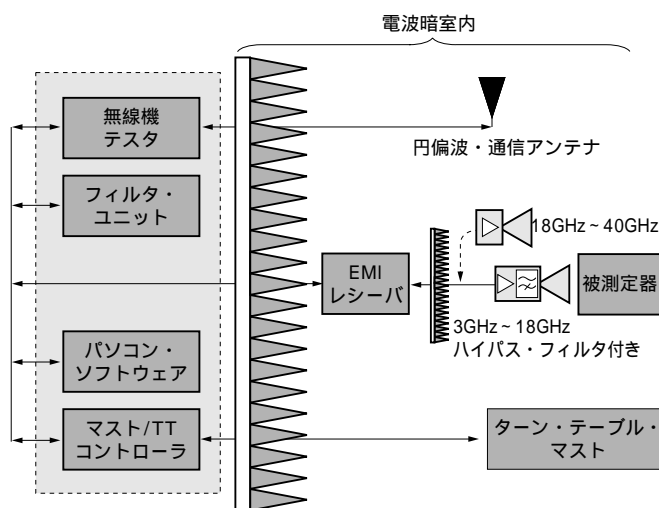 電波暗室内
無線機
テスタ
円偏波・通信アンテナ
フィルタ・
ユニット
18GHz~40GHz
EMI
レシーバ
被測定器
3GHz~18GHz
ハイパス・フィルタ付き
パソコン・
ソフトウェア
マスト/TT
コントローラ
ターン・テーブル・
マスト